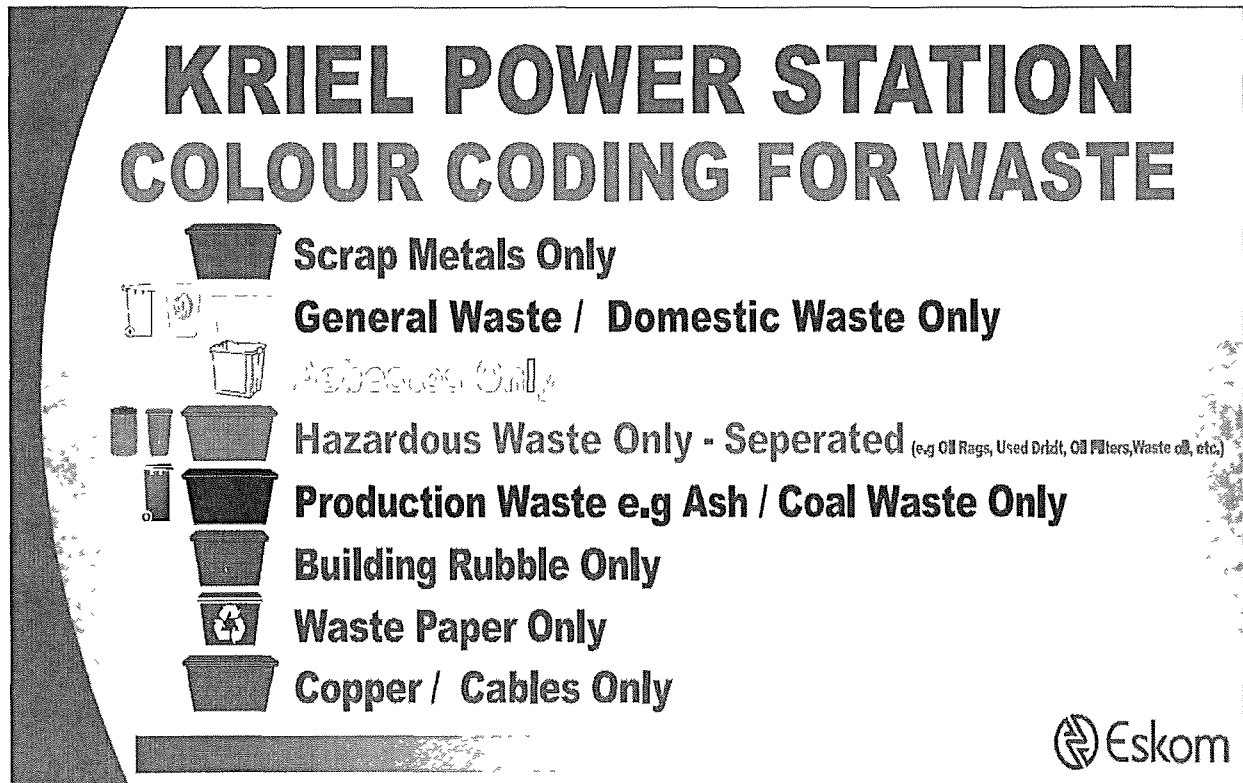 KRIEL POWER STATION
COLOUR CODING FOR WASTE
Scrap Metals Only
General Waste / Domestic Waste Only
Asbestos Only
Hazardous Waste Only - Seperated (e.g Oil Rags, Used Drizit, Oil Filters,Waste oil, etc.)
Production Waste e.g Ash / Coal Waste Only
Building Rubble Only
Waste Paper Only
Copper / Cables Only
Eskom